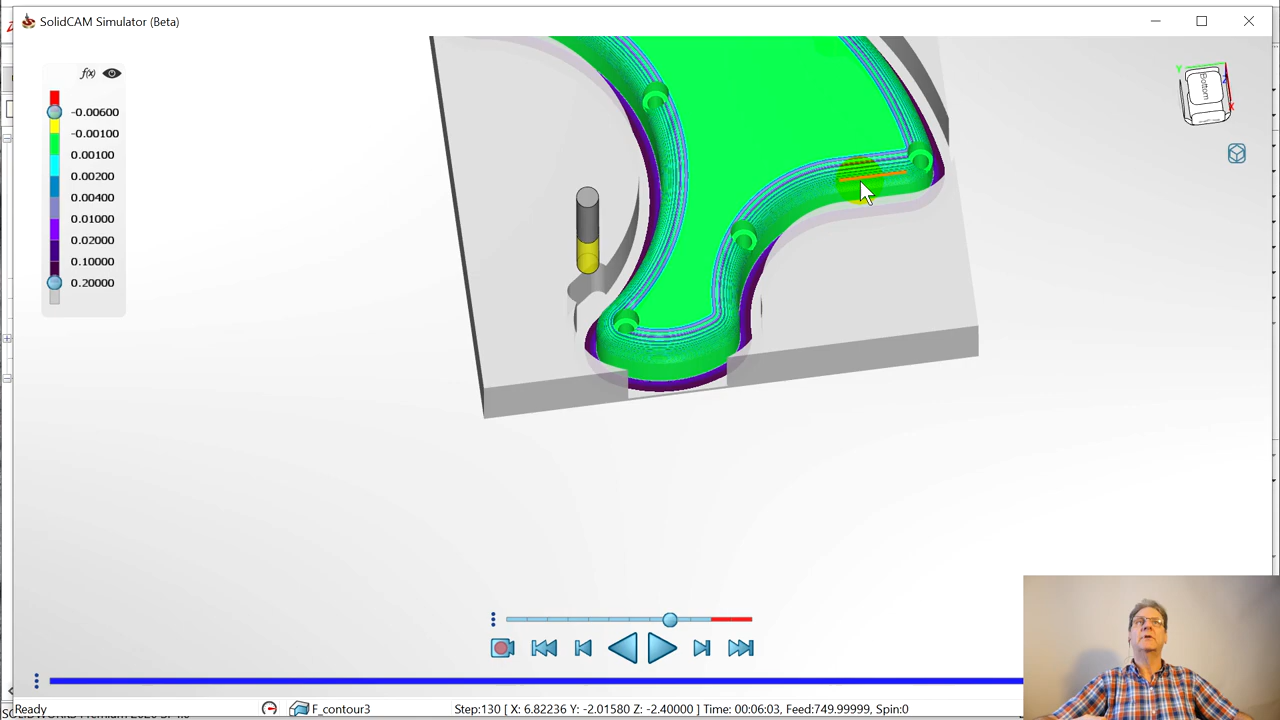 SolidCAM Simulator (Beta)
f(x)
-0.00600
-0.00100
0.00100
0.00200
0.00400
0.01000
0.02000
0.10000
0.20000
Y
Bottom
X
Ready
F_contour3
Step:130 [ X: 6.82236 Y: -2.01580 Z: -2.40000 ] Time: 00:06:03, Feed:749.99999, Spin:0